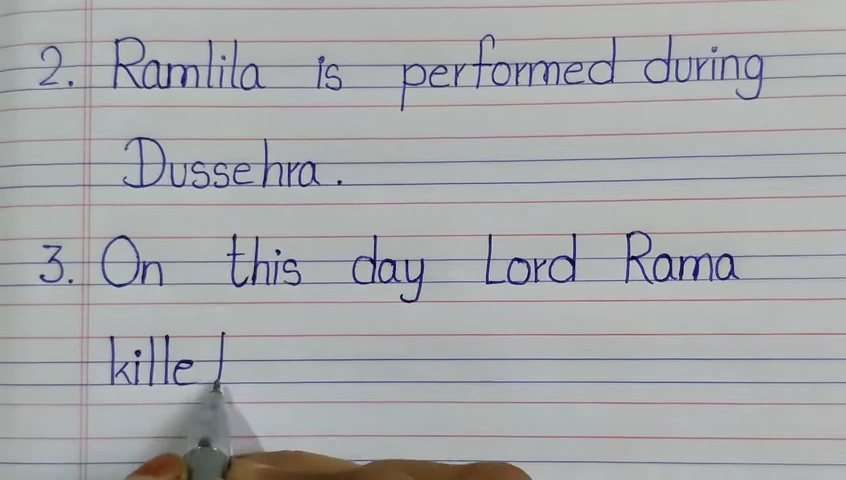 2. Ramlila is performed during
Dussehra.
3. On this day Lord Rama
kille